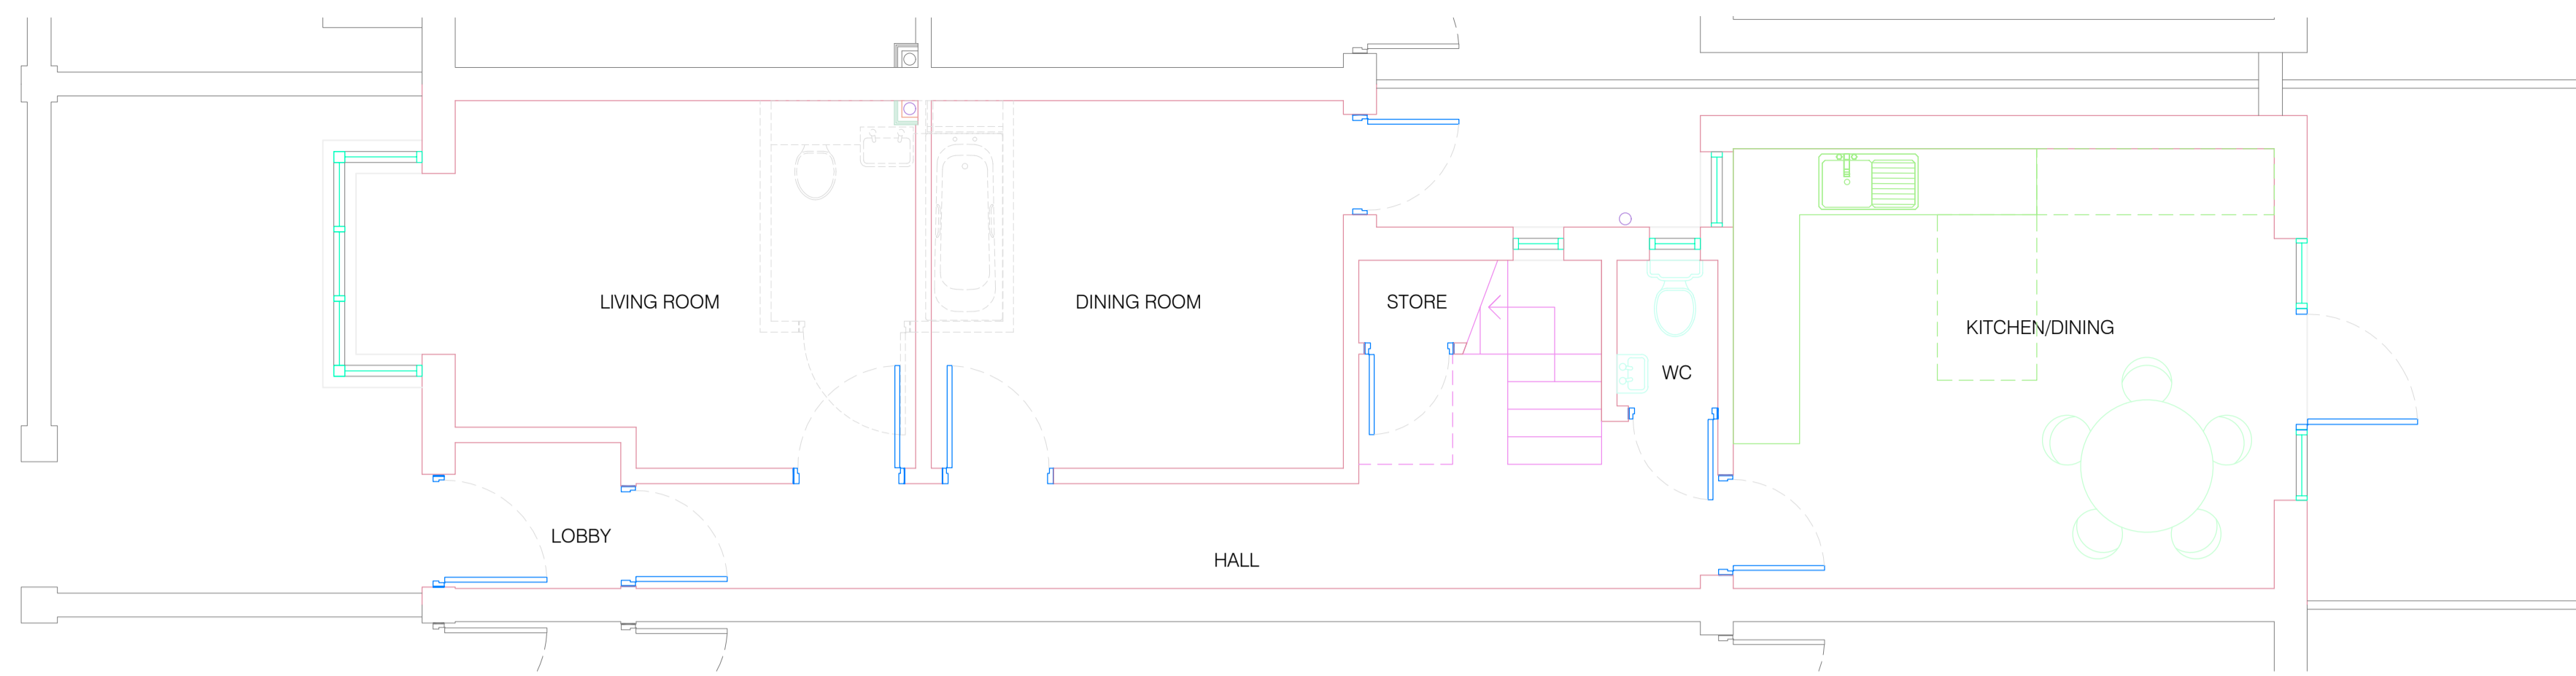 LIVING ROOM
DINING ROOM
STORE
KITCHEN/DINING
WC
LOBBY
HALL